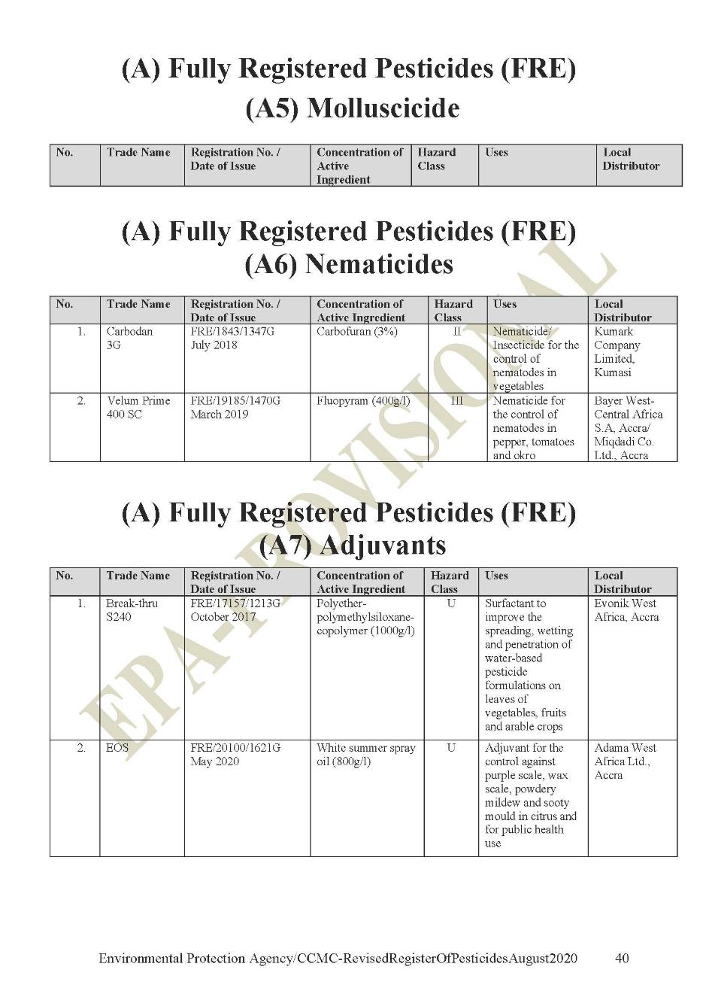 (A) Fully Registered Pesticides (FRE)
(A5) Molluscicide
No. Trade Name Registration No. / Concentration of Hazard Uses Local
Date of Issue Active Class Distributor
Ingredient
(A) Fully Registered Pesticides (FRE)
(A6) Nematicides
No. Trade Name Registration No. / Concentration of Hazard Uses Local
Date of Issue Active Ingredient Class Distributor
1. Carbodan FRE/1843/1347G Carbofuran (3%) II Nematicide/ Kumark
3G July 2018 Insecticide for the Company
control of Limited,
nematodes in Kumasi
vegetables
2. Velum Prime FRE/19185/1470G Fluopyram (400g/l) III Nematicide for Bayer West-
400 SC March 2019 the control of Central Africa
nematodes in S.A, Accra/
pepper, tomatoes Miqdadi Co.
and okro Ltd., Accra
(A) Fully Registered Pesticides (FRE)
(A7) Adjuvants
No. Trade Name Registration No. / Concentration of Hazard Uses Local
Date of Issue Active Ingredient Class Distributor
1. Break-thru FRE/17157/1213G Polyether- U Surfactant to Evonik West
S240 October 2017 polymethylsiloxane- improve the Africa, Accra
copolymer (1000g/l) spreading, wetting
and penetration of
water-based
pesticide
formulations on
leaves of
vegetables, fruits
and arable crops
2. EOS FRE/20100/1621G White summer spray U Adjuvant for the Adama West
May 2020 oil (800g/l) control against Africa Ltd.,
purple scale, wax Accra
scale, powdery
mildew and sooty
mould in citrus and
for public health
use
EPA-PROVISIONAL
Environmental Protection Agency/CCMC-RevisedRegisterOfPesticidesAugust2020 40